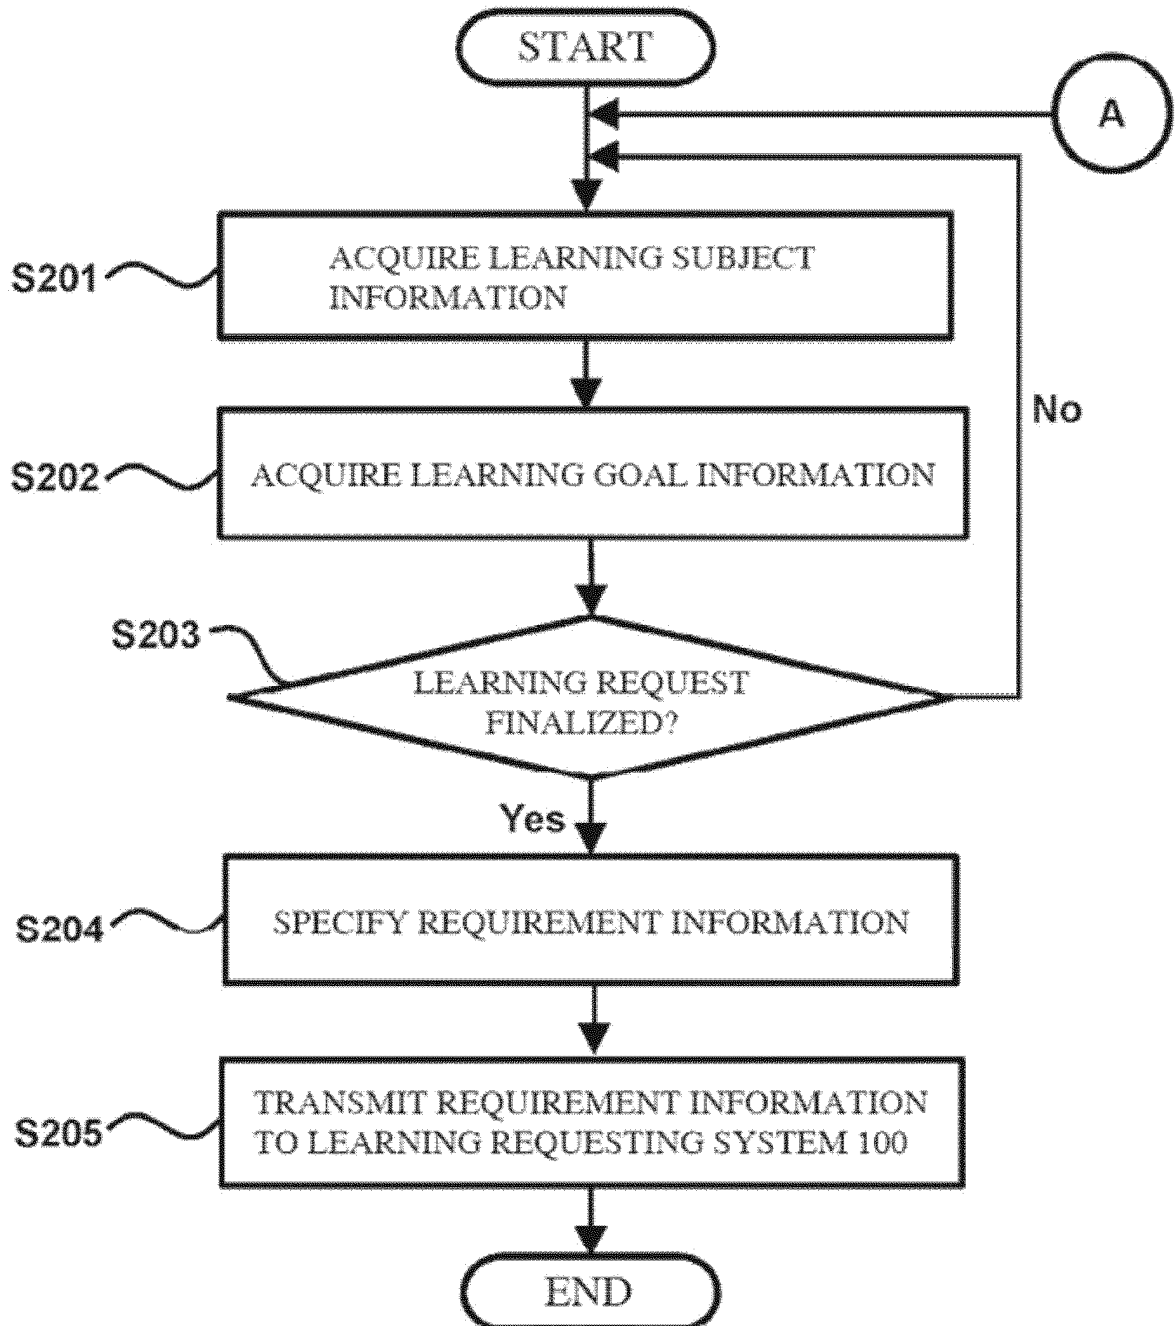 START
A
S201
ACQUIRE LEARNING SUBJECT
INFORMATION
No
S202
ACQUIRE LEARNING GOAL INFORMATION
S203
LEARNING REQUEST
FINALIZED?
Yes
S204
SPECIFY REQUIREMENT INFORMATION
S205
TRANSMIT REQUIREMENT INFORMATION
TO LEARNING REQUESTING SYSTEM 100
END